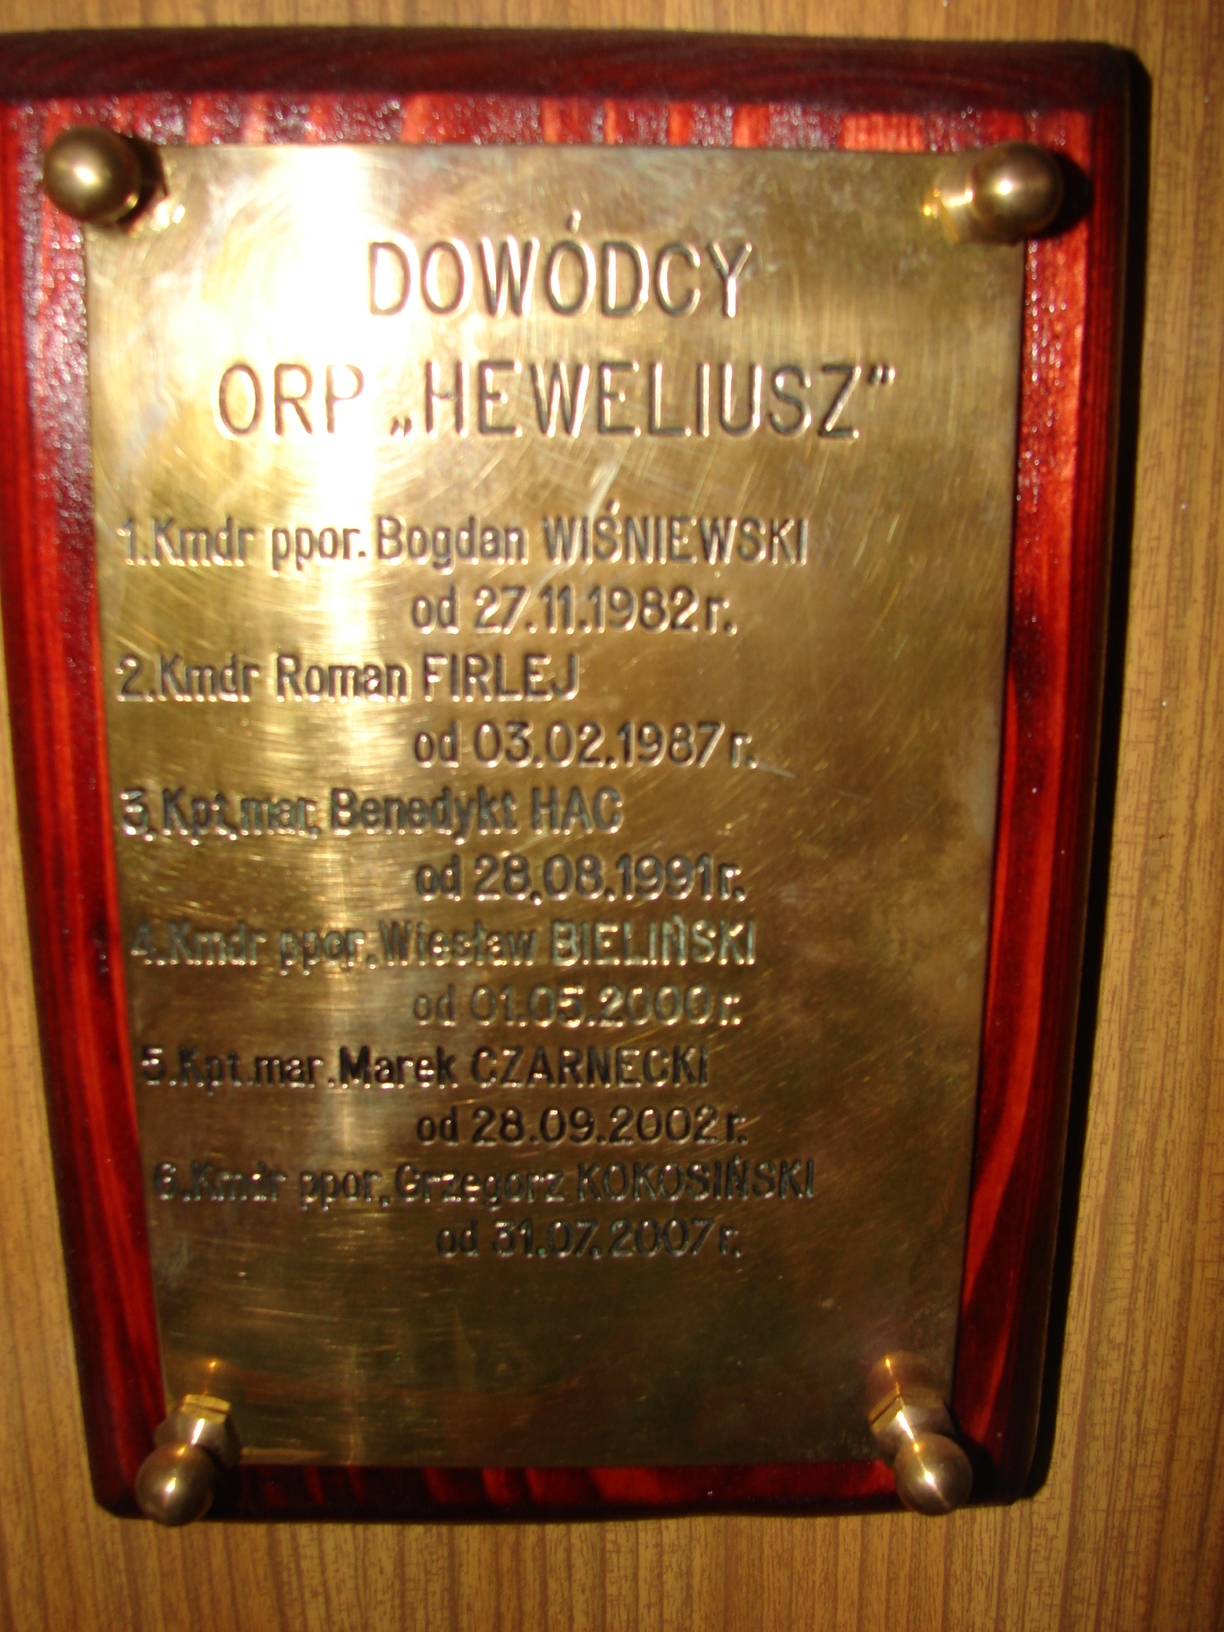 DOWÓDCY
ORP „HEWELIUSZ”
1.Kmdr ppor. Bogdan WIŚNIEWSKI
od 27.11.1982 r.
2.Kmdr Roman FIRLEJ
od 03.02.1987 r.
3.Kpt.mar. Benedykt HAC
od 28.08.1991 r.
4.Kmdr ppor. Wiesław BIELIŃSKI
od 01.05.2000 r.
5.Kpt.mar. Marek CZARNECKI
od 28.09.2002 r.
6.Kmdr ppor. Grzegorz KOKOSIŃSKI
od 31.07.2007 r.